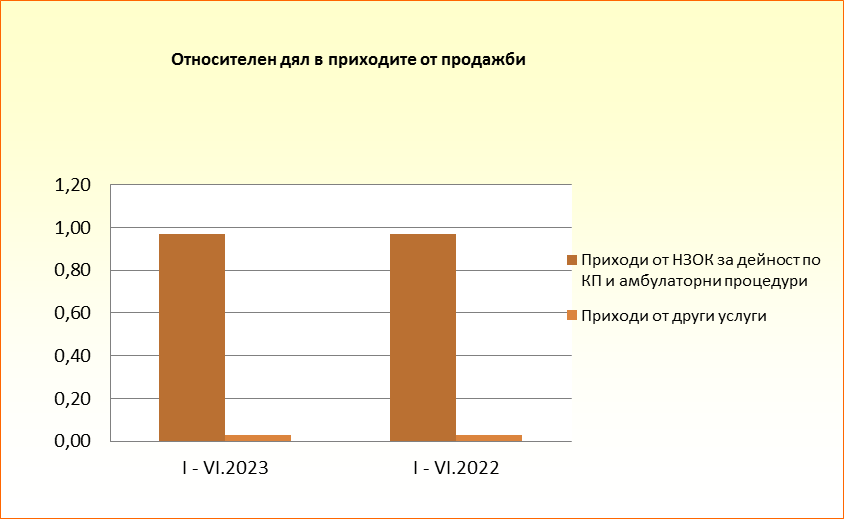 Относителен дял в приходите от продажби
1,20
1,00
0,80
0,60
0,40
0,20
0,00
I - VI.2023
I - VI.2022
Приходи от НЗОК за дейност по
КП и амбулаторни процедури
Приходи от други услуги